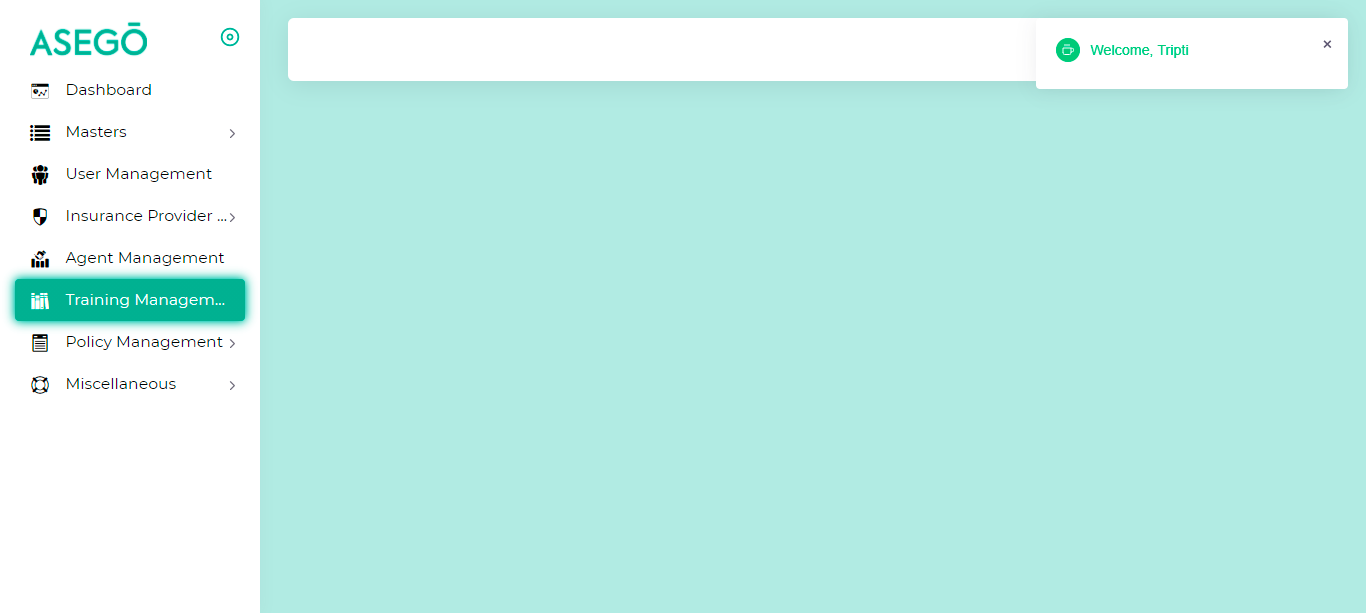 ASEGŌ
Dashboard
Masters
User Management
Insurance Provider ...
Agent Management
Training Managem...
Policy Management
Miscellaneous
Welcome, Tripti
×